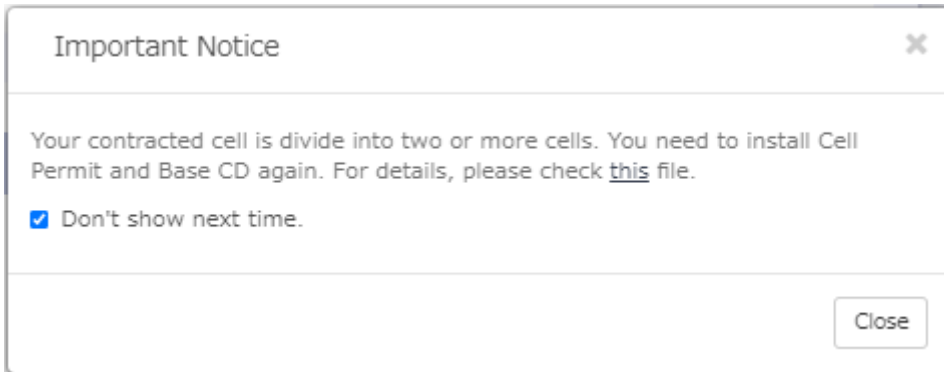 Important Notice
Your contracted cell is divide into two or more cells. You need to install Cell
Permit and Base CD again. For details, please check this file.
Don't show next time.
Close